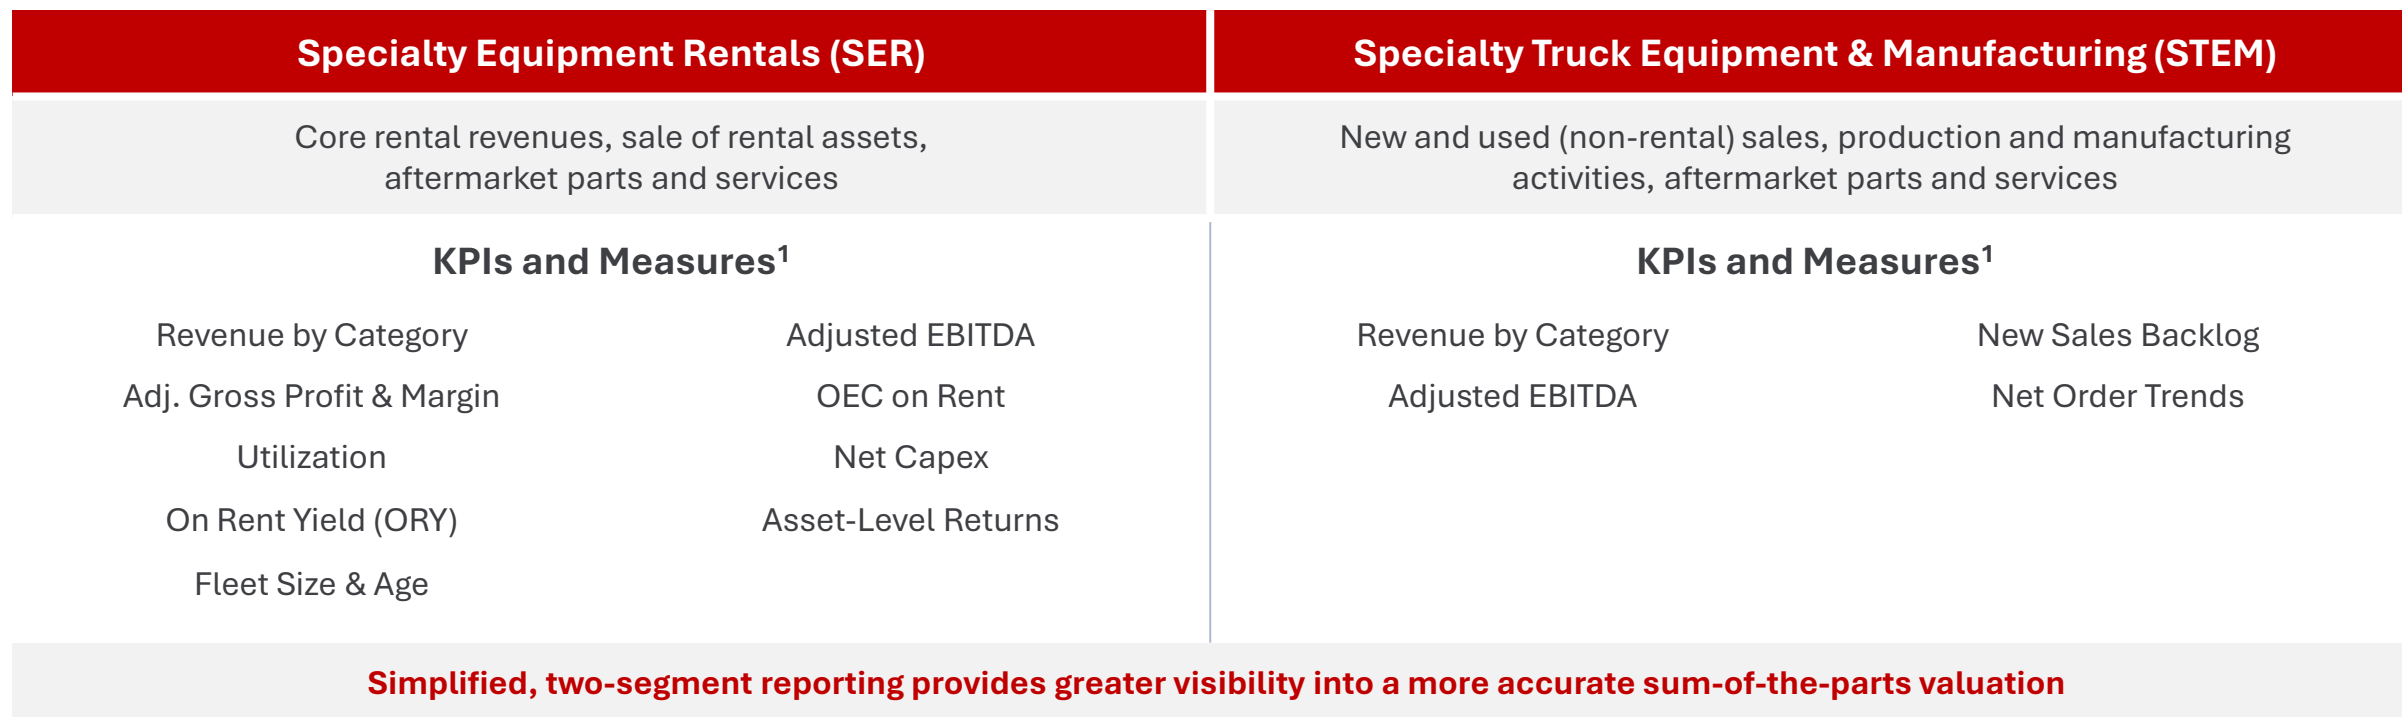 Specialty Equipment Rentals (SER)
Core rental revenues, sale of rental assets,
aftermarket parts and services
KPIs and Measures¹
Revenue by Category
Adj. Gross Profit & Margin
Utilization
On Rent Yield (ORY)
Fleet Size & Age
Adjusted EBITDA
OEC on Rent
Net Capex
Asset-Level Returns
Specialty Truck Equipment & Manufacturing (STEM)
New and used (non-rental) sales, production and manufacturing
activities, aftermarket parts and services
KPIs and Measures¹
Revenue by Category
Adjusted EBITDA
New Sales Backlog
Net Order Trends
Simplified, two-segment reporting provides greater visibility into a more accurate sum-of-the-parts valuation